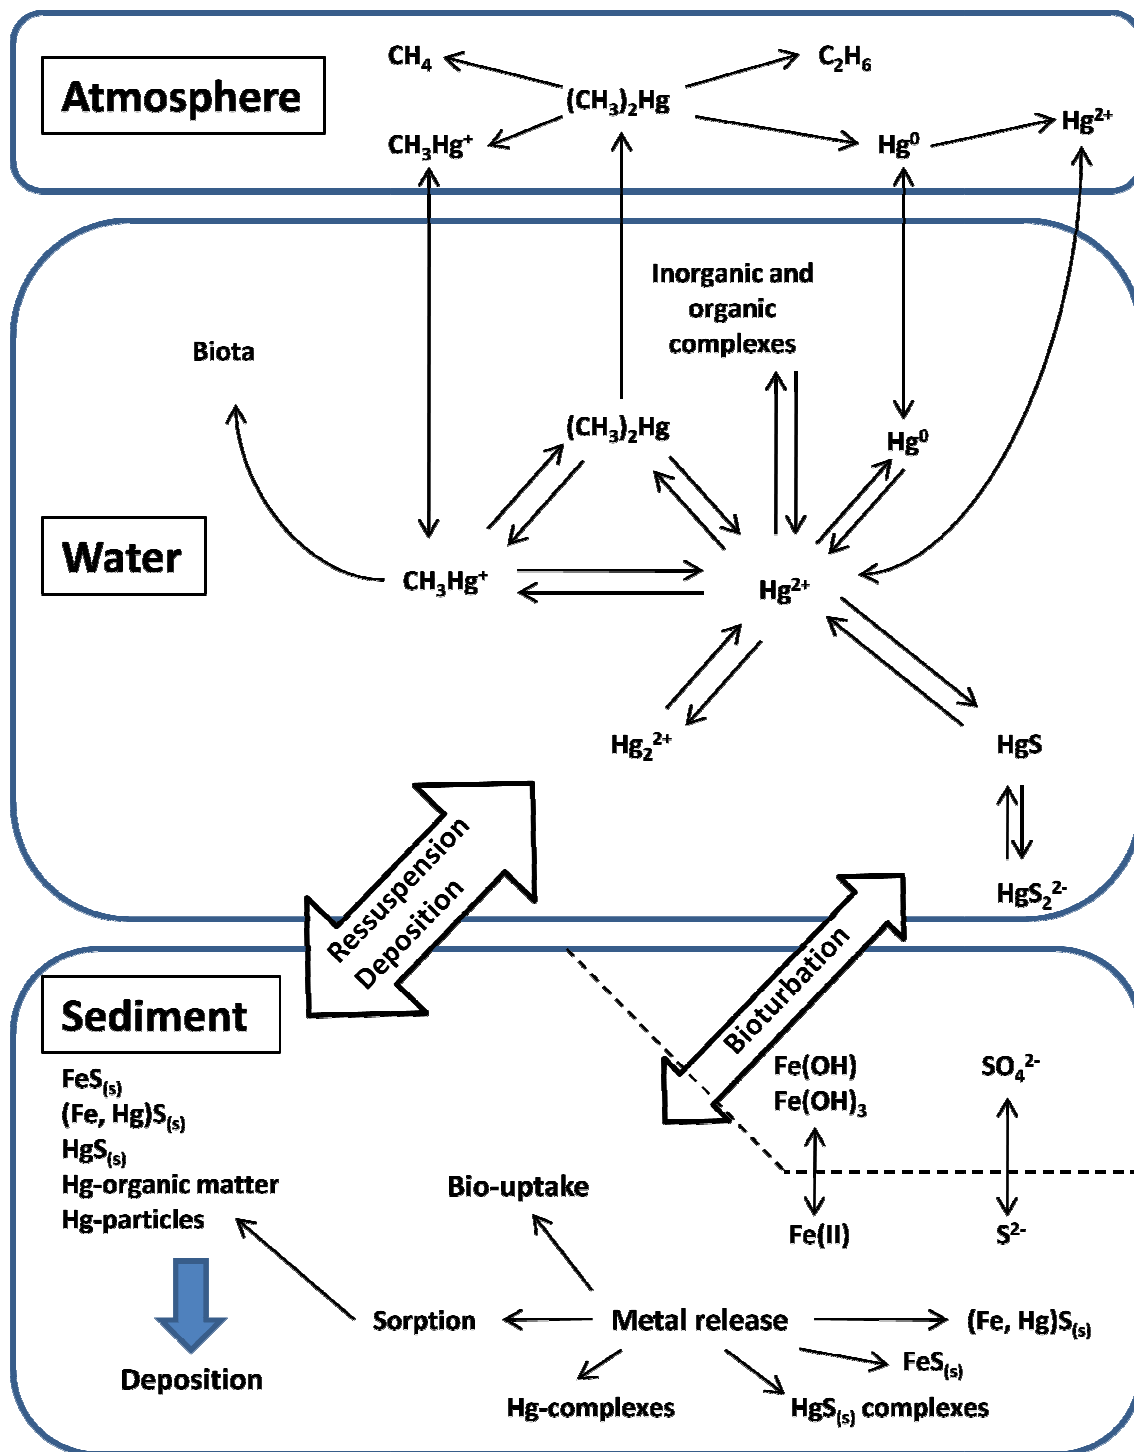 Atmosphere
CH₄
C₂H₆
(CH₃)₂Hg
CH₃Hg⁺
Hg⁰
Hg²⁺
Inorganic and
organic
complexes
Biota
(CH₃)₂Hg
Hg⁰
Water
CH₃Hg⁺
Hg²⁺
Hg₂²⁺
HgS
HgS₂²⁻
Ressuspension
Deposition
Bioturbation
Sediment
FeS₍s₎
(Fe, Hg)S₍s₎
HgS₍s₎
Hg-organic matter
Hg-particles
Deposition
Fe(OH)
Fe(OH)₃
SO₄²⁻
Fe(II)
S²⁻
Bio-uptake
Sorption
Metal release
(Fe, Hg)S₍s₎
FeS₍s₎
Hg-complexes
HgS₍s₎ complexes